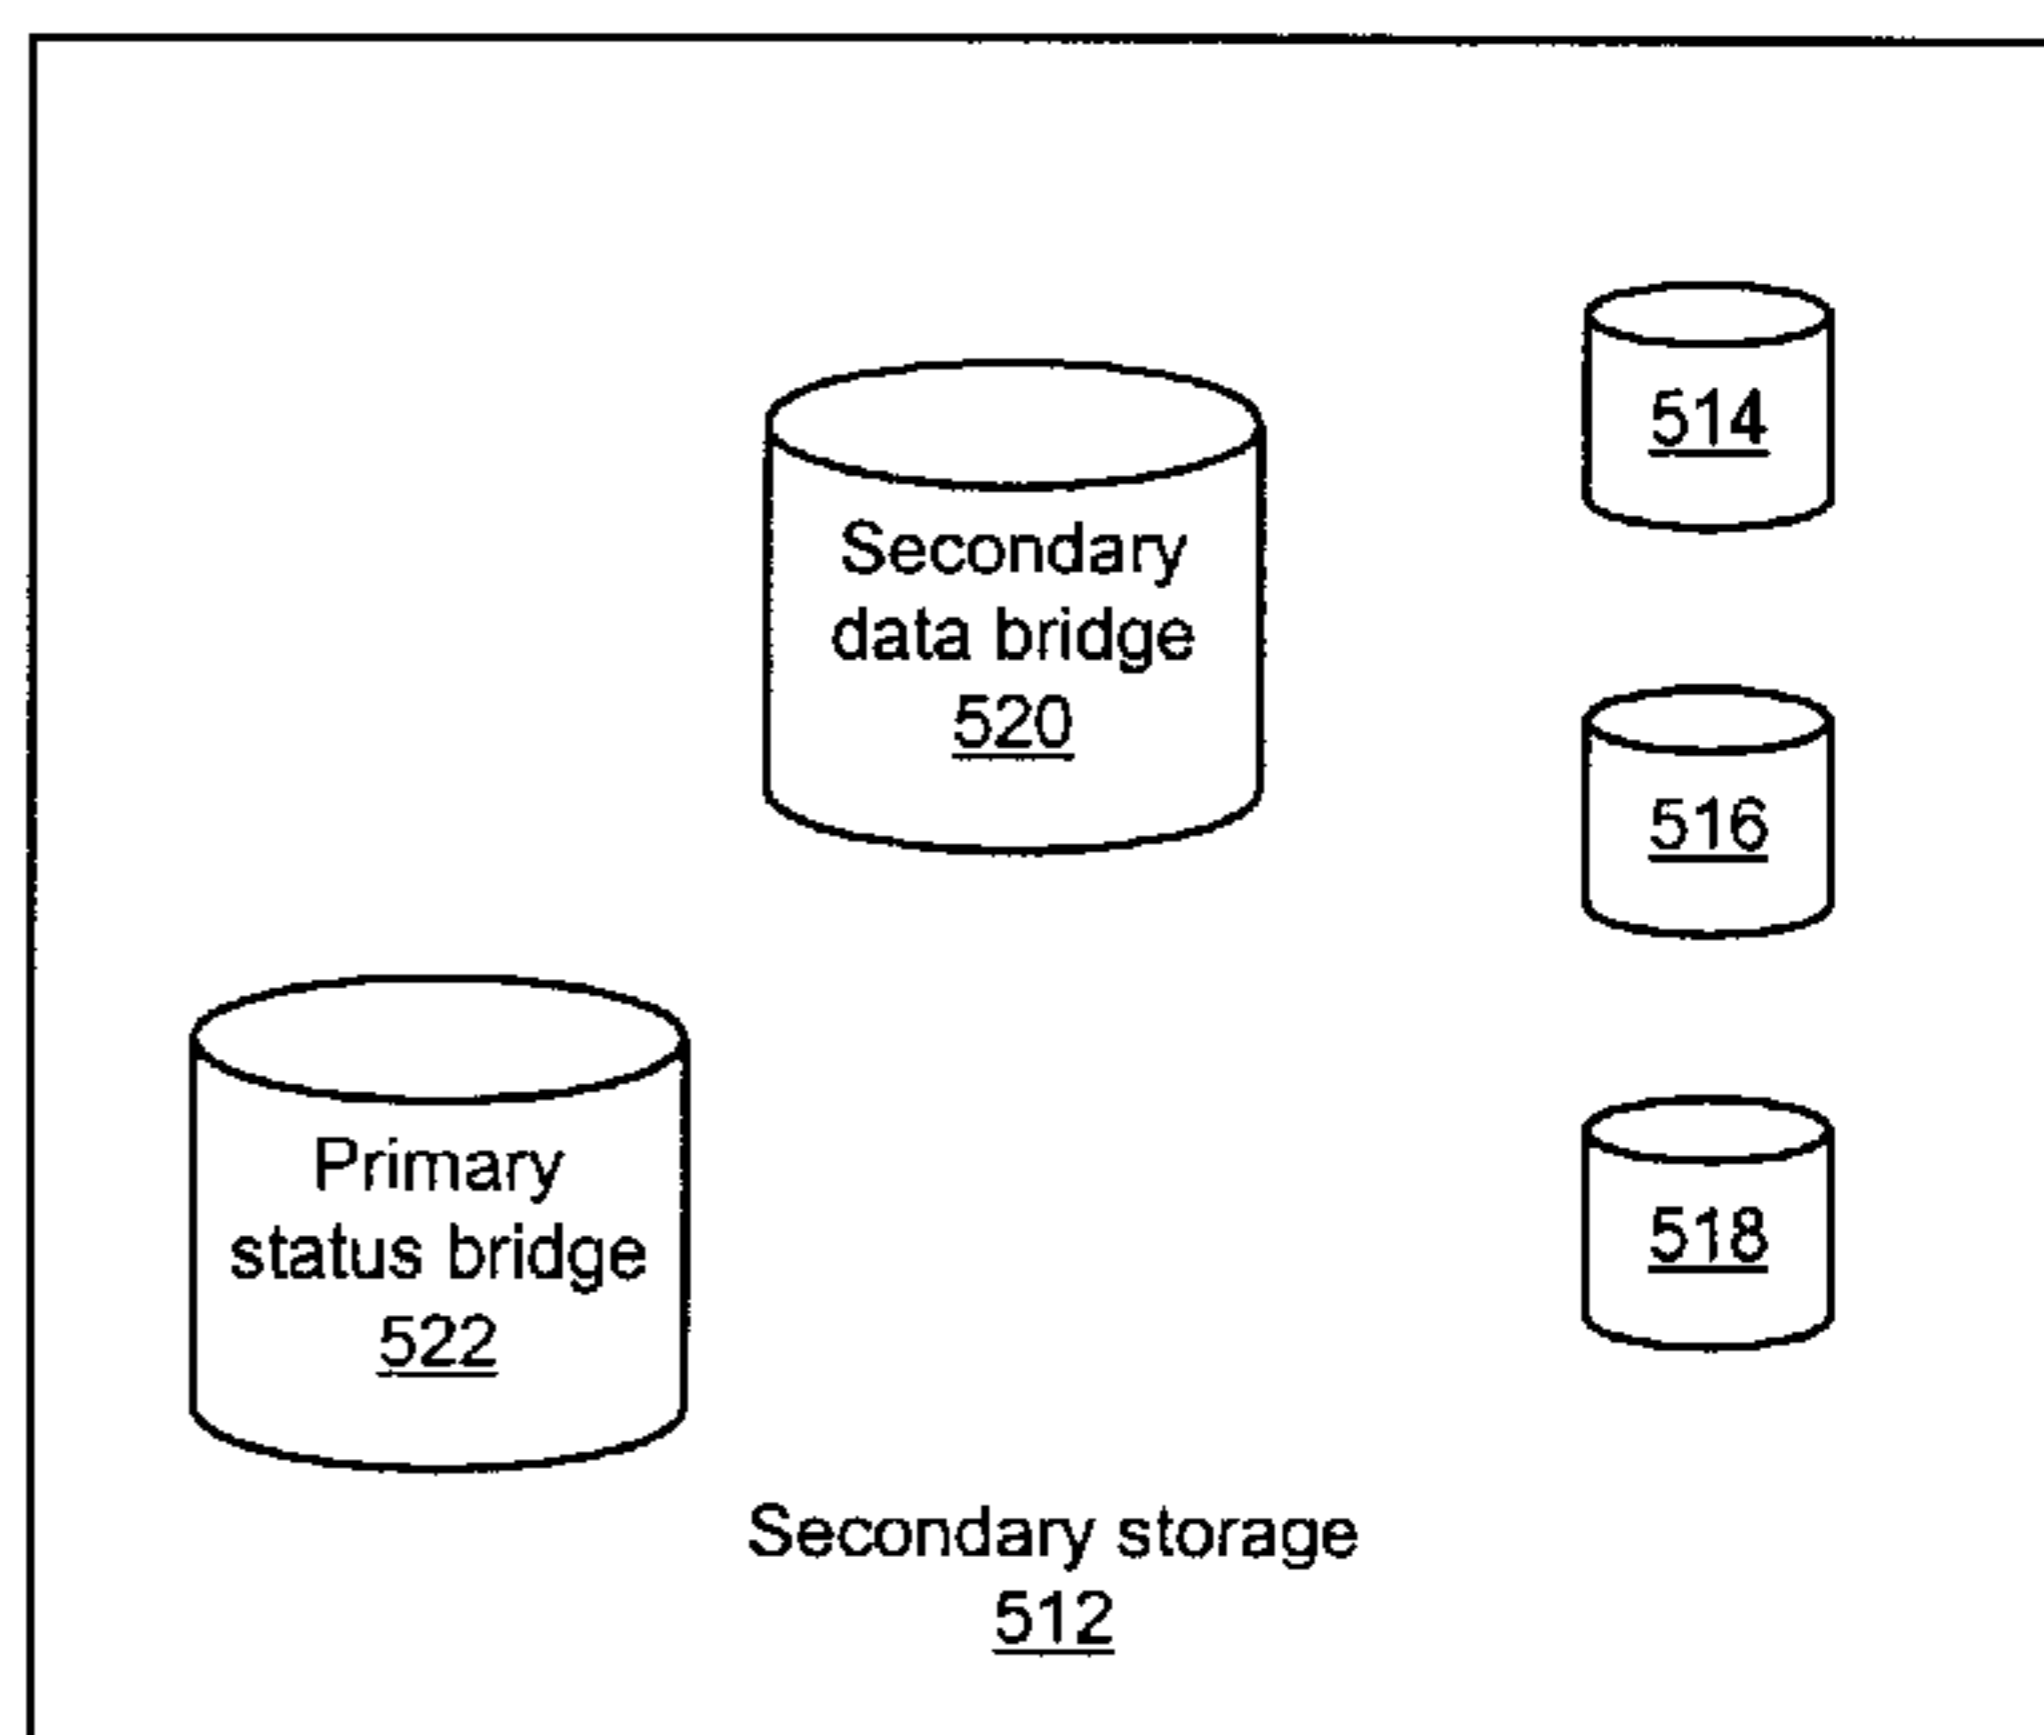 514
Secondary
data bridge
520
516
Primary
status bridge
522
518
Secondary storage
512